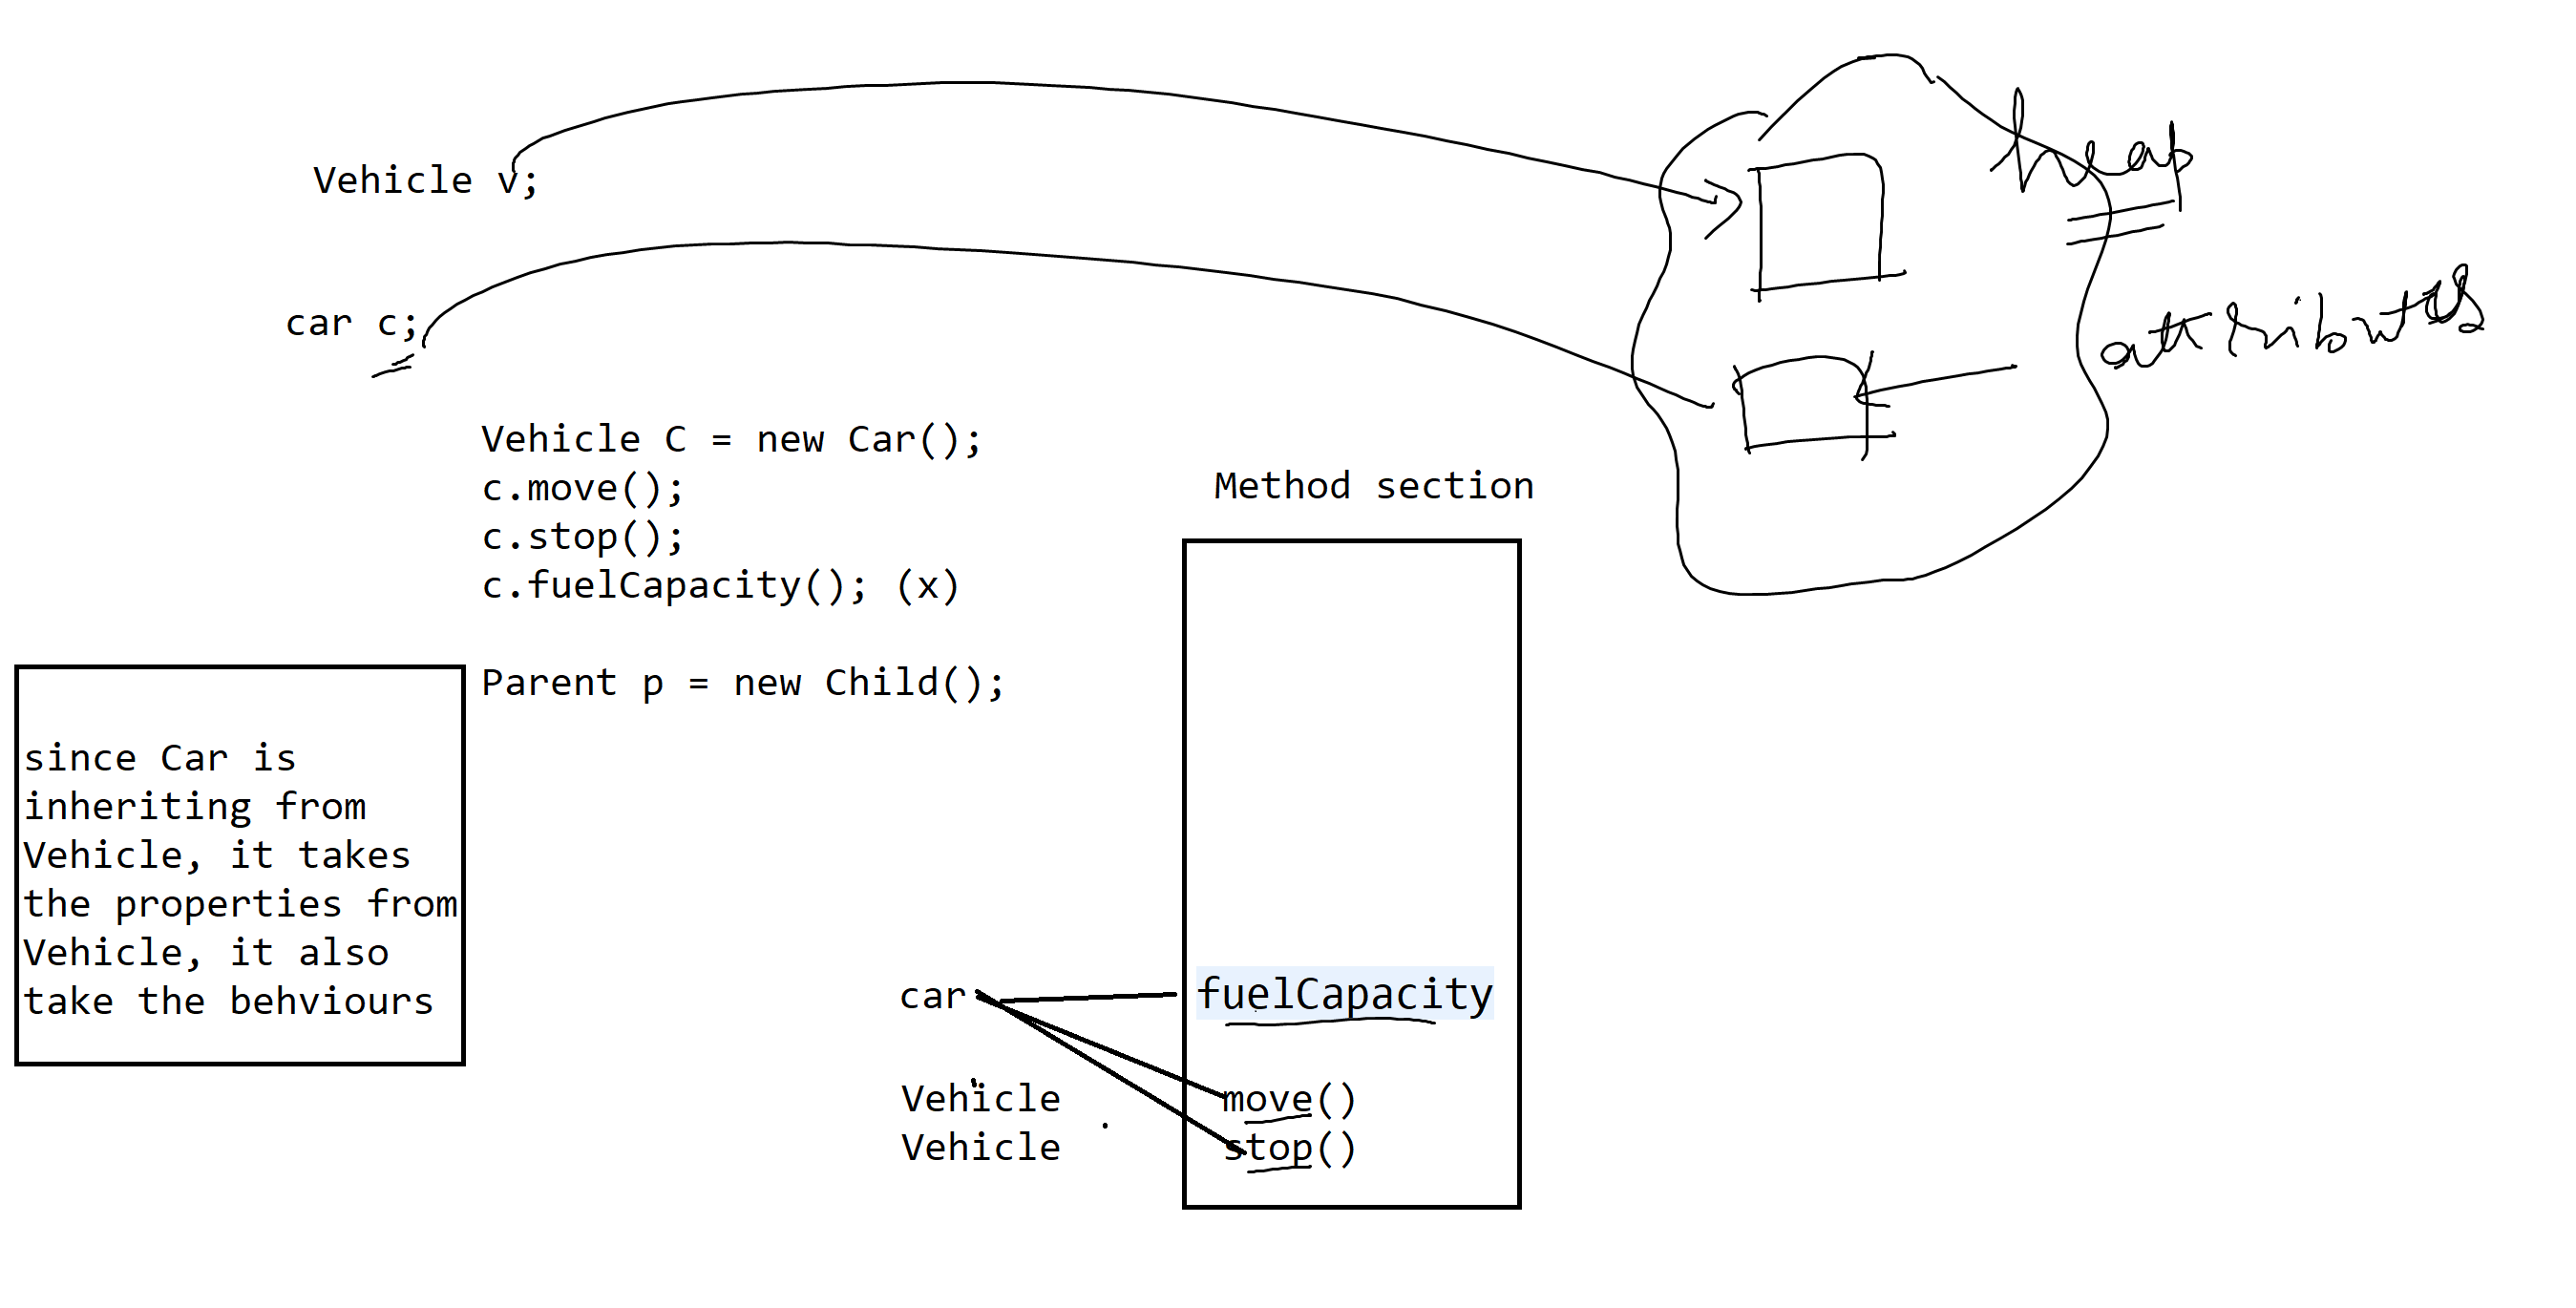 heap
Vehicle v;
attributes
car c;
Vehicle C = new Car();
c.move();
c.stop();
c.fuelCapacity(); (x)
Method section
Parent p = new Child();
since Car is
inheriting from
Vehicle, it takes
the properties from
Vehicle, it also
take the behviours
car
fuelCapacity
Vehicle
move()
Vehicle
stop()